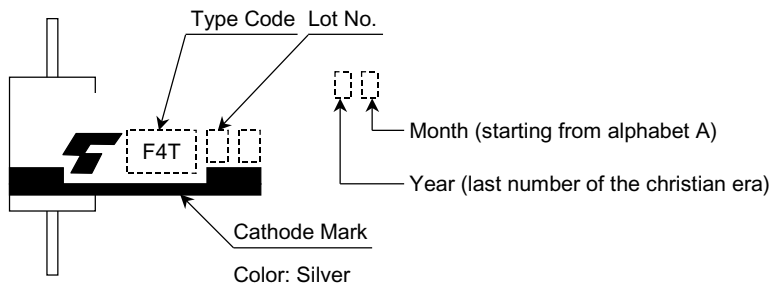 Type Code
Lot No.
F4T
Month (starting from alphabet A)
Year (last number of the christian era)
Cathode Mark
Color: Silver